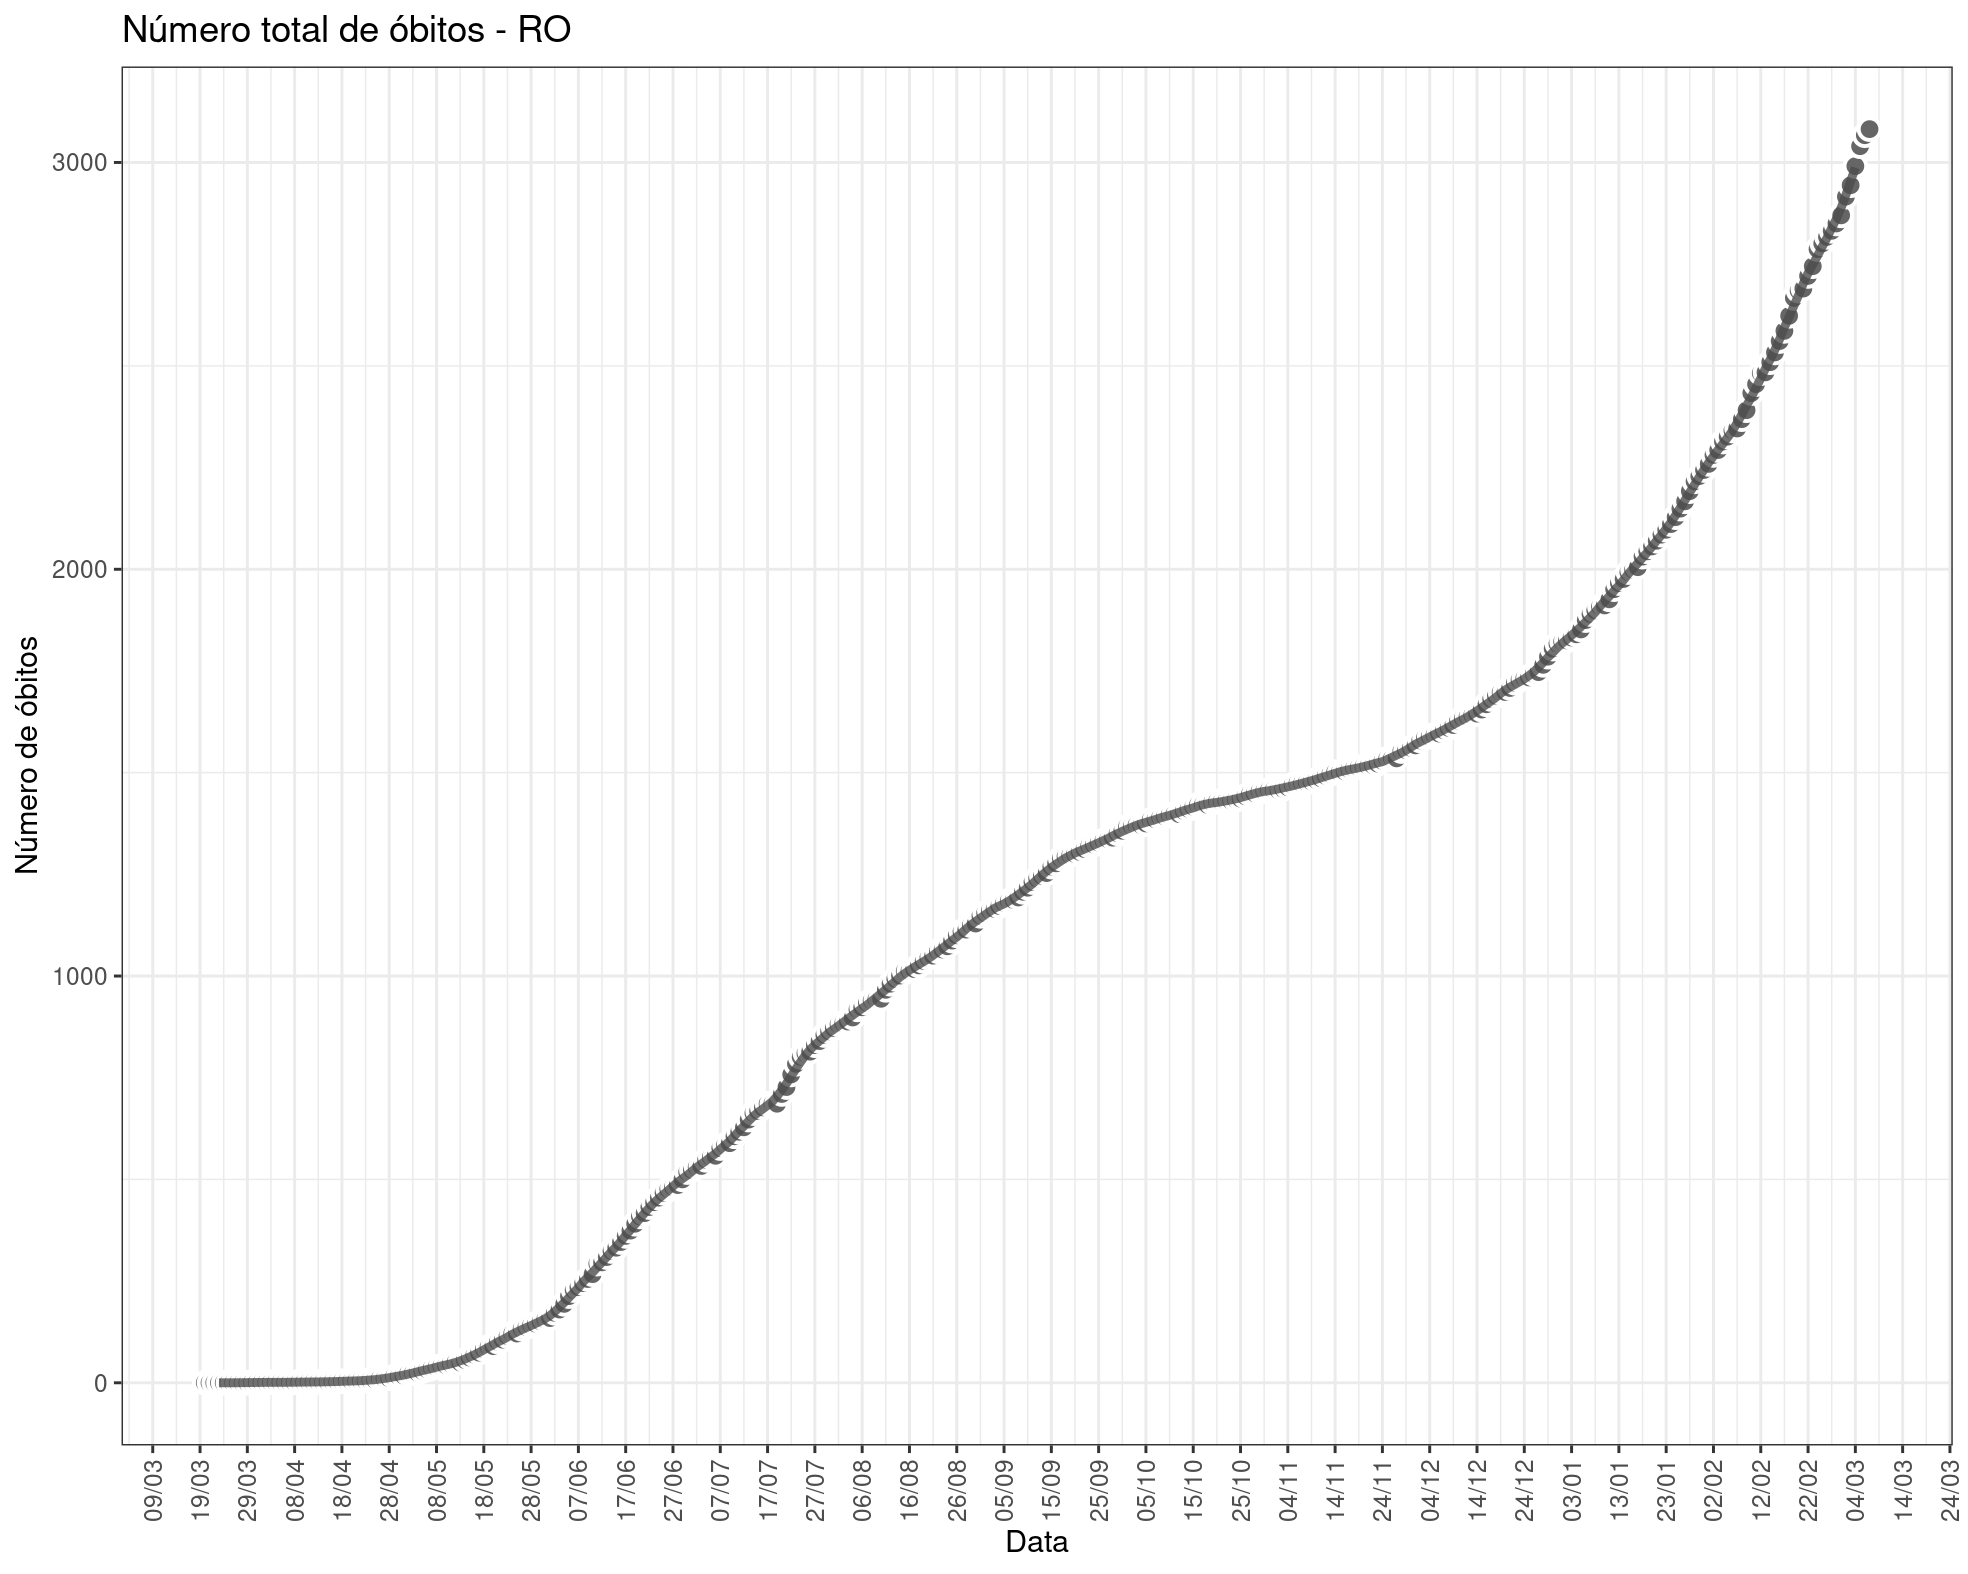 Número total de óbitos - RO
Número de óbitos
3000
2000
1000
0
09/03 19/03 29/03 08/04 18/04 28/04 08/05 18/05 28/05 07/06 17/06 27/06 07/07 17/07 27/07 06/08 16/08 26/08 05/09 15/09 25/09 05/10 15/10 25/10 04/11 14/11 24/11 04/12 14/12 24/12 03/01 13/01 23/01 02/02 12/02 22/02 04/03 14/03 24/03
Data